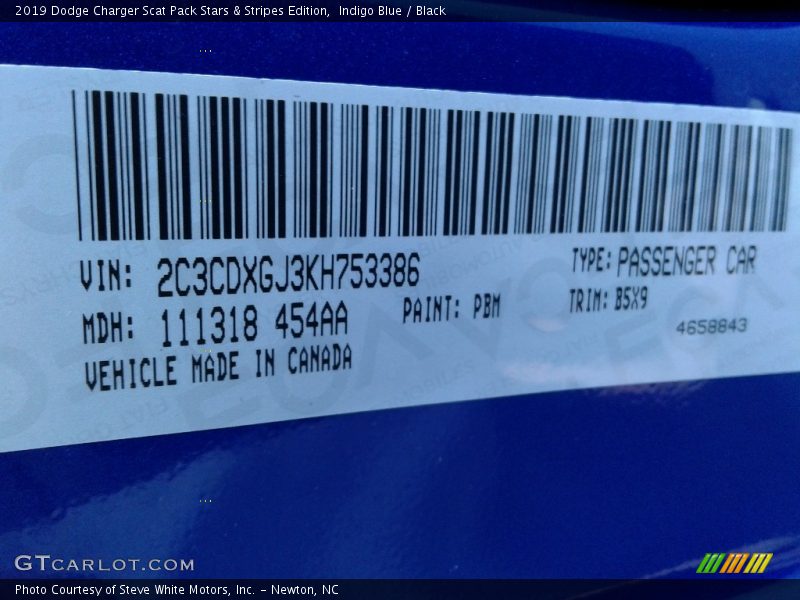 2019 Dodge Charger Scat Pack Stars & Stripes Edition, Indigo Blue / Black
VIN: 2C3CDXGJ3KH753386 TYPE: PASSENGER CAR
MDH: 111318 454AA PAINT: PBM TRIM: B5X9
VEHICLE MADE IN CANADA 4658843
GTCARLOT.COM
Photo Courtesy of Steve White Motors, Inc. – Newton, NC